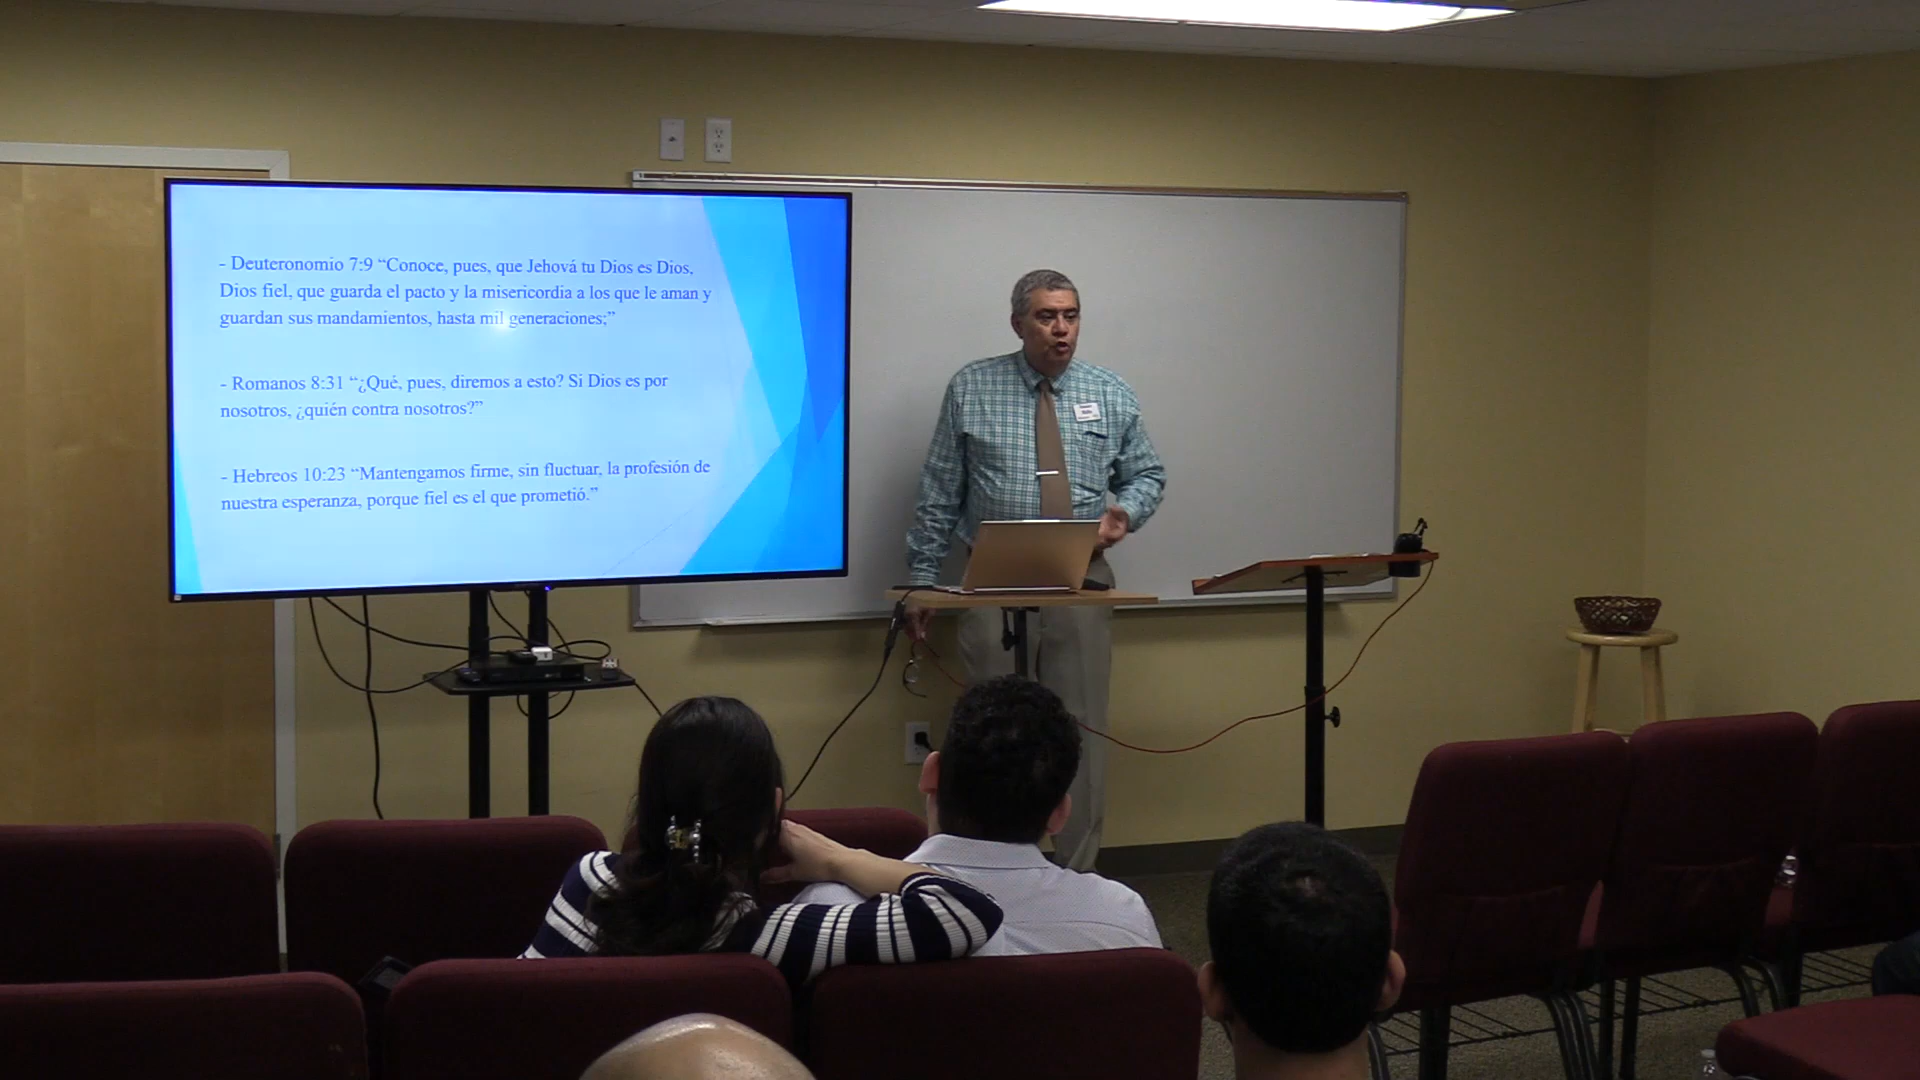 - Deuteronomio 7:9 “Conoce, pues, que Jehová tu Dios es Dios,
Dios fiel, que guarda el pacto y la misericordia a los que le aman y
guardan sus mandamientos, hasta mil generaciones;”
- Romanos 8:31 “¿Qué, pues, diremos a esto? Si Dios es por
nosotros, ¿quién contra nosotros?”
- Hebreos 10:23 “Mantengamos firme, sin fluctuar, la profesión de
nuestra esperanza, porque fiel es el que prometió.”